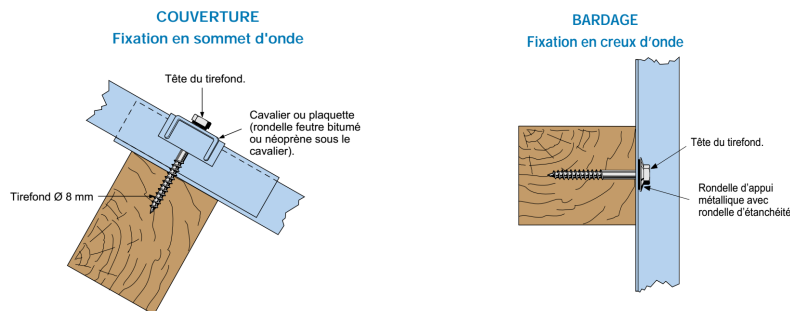 COUVERTURE
Fixation en sommet d'onde
Tête du tirefond.
Cavalier ou plaquette
(rondelle feutre bitumé
ou néoprène sous le
cavalier).
Tirefond Ø 8 mm
BARDAGE
Fixation en creux d'onde
Tête du tirefond.
Rondelle d'appui
métallique avec
rondelle d'étanchéité